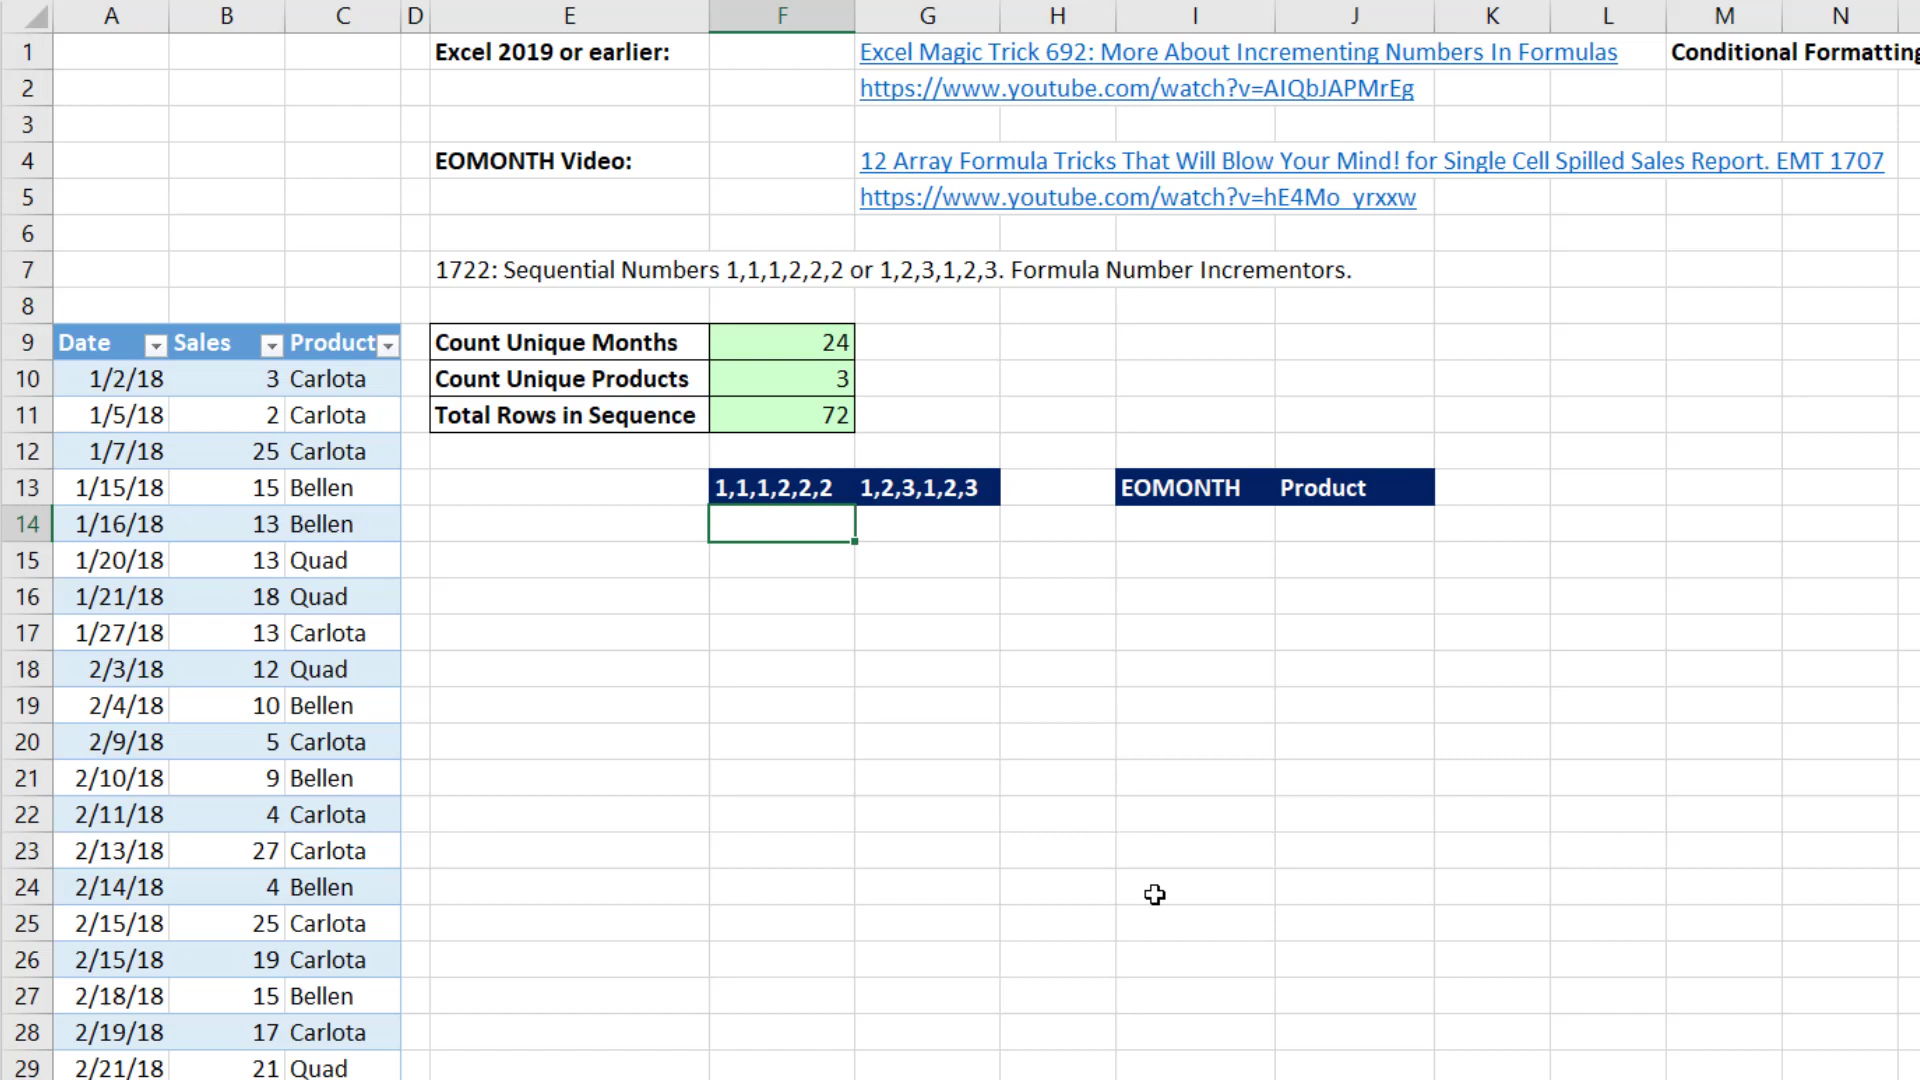 A B C D E F G H I J K L M N
1 Excel 2019 or earlier: Excel Magic Trick 692: More About Incrementing Numbers In Formulas Conditional Formatting
2 https://www.youtube.com/watch?v=AIQbJAPMrEg
3
4 EOMONTH Video: 12 Array Formula Tricks That Will Blow Your Mind! for Single Cell Spilled Sales Report. EMT 1707
5 https://www.youtube.com/watch?v=hE4Mo_yrxxw
6
7 1722: Sequential Numbers 1,1,1,2,2,2 or 1,2,3,1,2,3. Formula Number Incrementors.
8
9 Date Sales Product Count Unique Months 24
10 1/2/18 3 Carlota Count Unique Products 3
11 1/5/18 2 Carlota Total Rows in Sequence 72
12 1/7/18 25 Carlota
13 1/15/18 15 Bellen 1,1,1,2,2,2 1,2,3,1,2,3 EOMONTH Product
14 1/16/18 13 Bellen
15 1/20/18 13 Quad
16 1/21/18 18 Quad
17 1/27/18 13 Carlota
18 2/3/18 12 Quad
19 2/4/18 10 Bellen
20 2/9/18 5 Carlota
21 2/10/18 9 Bellen
22 2/11/18 4 Carlota
23 2/13/18 27 Carlota
24 2/14/18 4 Bellen
25 2/15/18 25 Carlota
26 2/15/18 19 Carlota
27 2/18/18 15 Bellen
28 2/19/18 17 Carlota
29 2/21/18 21 Quad